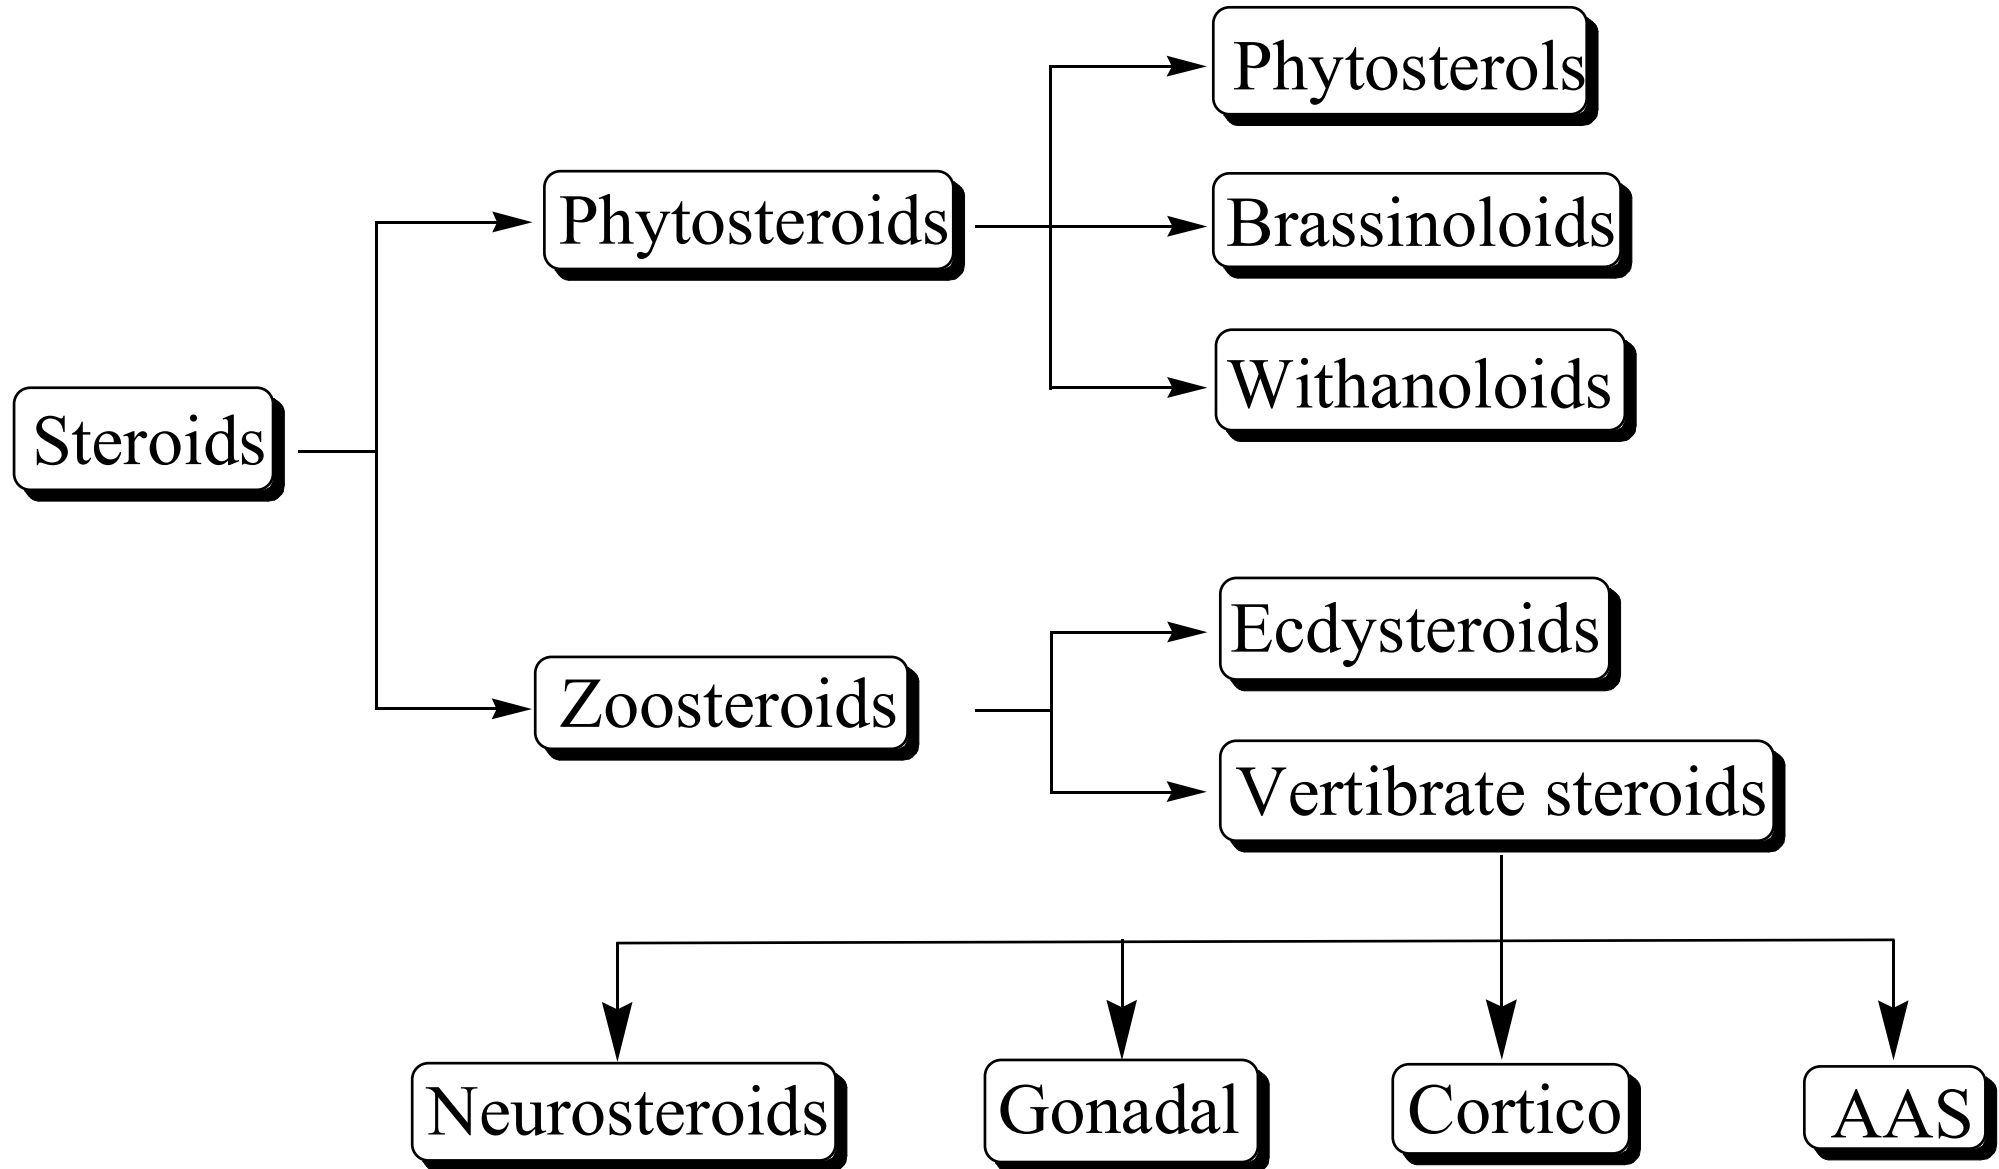 Phytosterols
Phytosteroids
Brassinoloids
Withanoloids
Steroids
Ecdysteroids
Zoosteroids
Vertibrate steroids
Neurosteroids
Gonadal
Cortico
AAS